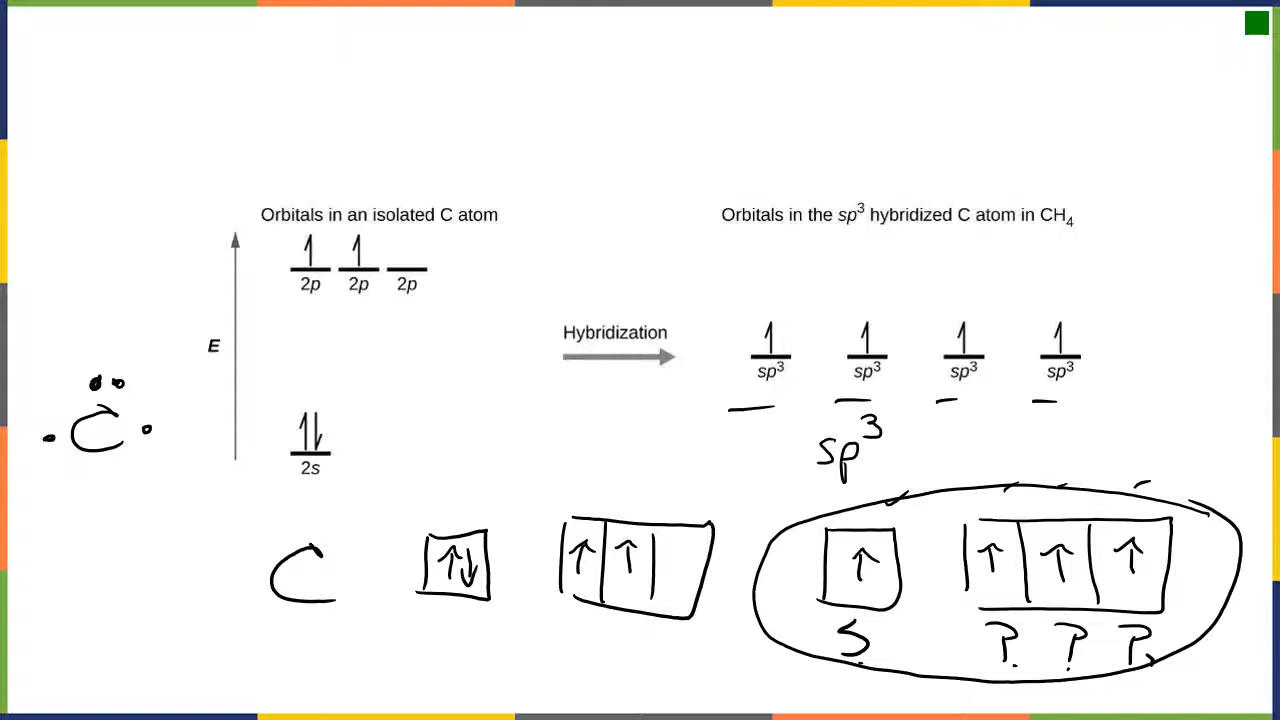 Orbitals in an isolated C atom
Orbitals in the sp³ hybridized C atom in CH₄
2p 2p 2p
Hybridization
E
sp³ sp³ sp³ sp³
C
2s
sp³
C
S P P P